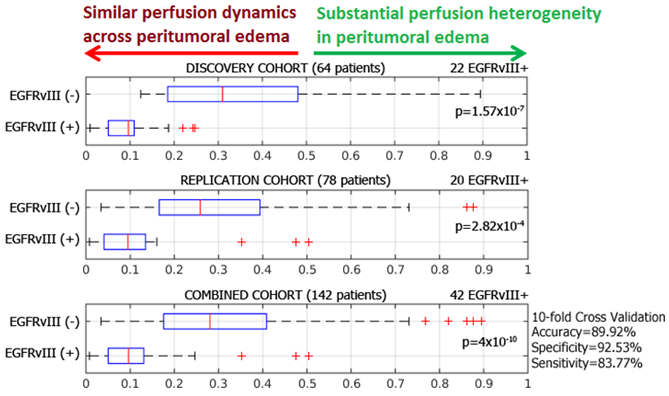 Similar perfusion dynamics
across peritumoral edema
Substantial perfusion heterogeneity
in peritumoral edema
DISCOVERY COHORT (64 patients)
22 EGFRvIII+
EGFRvIII (-)
EGFRvIII (+)
p=1.57x10-7
0 0.1 0.2 0.3 0.4 0.5 0.6 0.7 0.8 0.9 1
REPLICATION COHORT (78 patients)
20 EGFRvIII+
EGFRvIII (-)
EGFRvIII (+)
p=2.82x10-4
0 0.1 0.2 0.3 0.4 0.5 0.6 0.7 0.8 0.9 1
COMBINED COHORT (142 patients)
42 EGFRvIII+
EGFRvIII (-)
EGFRvIII (+)
p=4x10-10
0 0.1 0.2 0.3 0.4 0.5 0.6 0.7 0.8 0.9 1
10-fold Cross Validation
Accuracy=89.92%
Specificity=92.53%
Sensitivity=83.77%